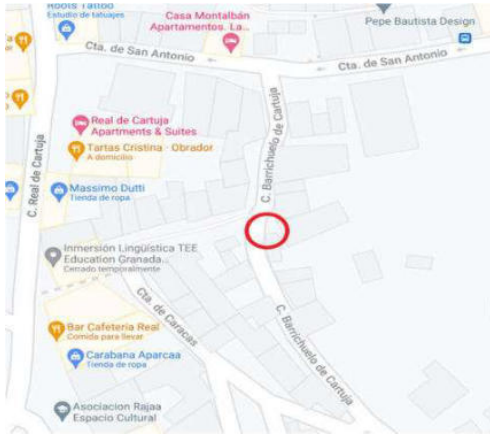 Roots Tattoo
Estudio de tatuajes
Casa Montalbán
Apartamentos. La...
Pepe Bautista Design
Cta. de San Antonio
Cta. de San Antonio
C. Barrichuelo de Cartuja
Real de Cartuja
Apartments & Suites
Tartas Cristina - Obrador
A domicilio
C. Real de Cartuja
Massimo Dutti
Tienda de ropa
Inmersión Lingüística TEE
Education Granada...
Cerrado temporalmente
Cta. de Caracas
C. Barrichuelo de Cartuja
Bar Cafetería Real
Comida para llevar
Carabana Aparcaa
Tienda de ropa
Asociacion Rajaa
Espacio Cultural